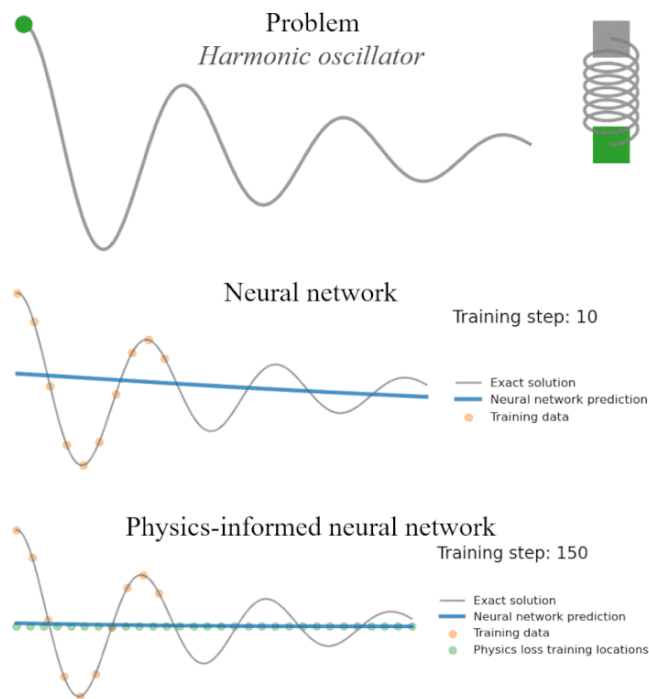 Problem
Harmonic oscillator
Neural network
Training step: 10
Exact solution
Neural network prediction
Training data
Physics-informed neural network
Training step: 150
Exact solution
Neural network prediction
Training data
Physics loss training locations